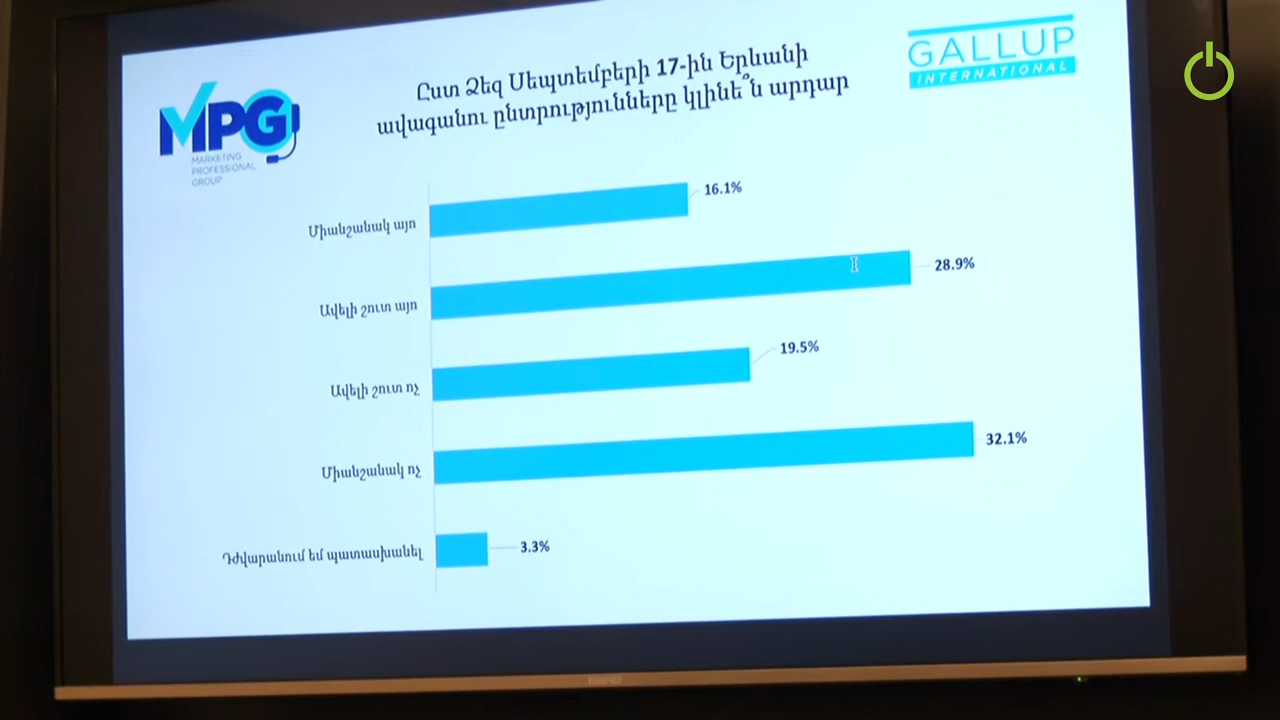 Ըստ Ձեզ Սեպտեմբերի 17-ին Երևանի
ավագանու ընտրությունները կլինե՞ն արդար
MPG
MARKETING
PROFESSIONAL
GROUP
GALLUP
INTERNATIONAL
Միանշանակ այո
16.1%
Ավելի շուտ այո
28.9%
Ավելի շուտ ոչ
19.5%
Միանշանակ ոչ
32.1%
Դժվարանում եմ պատասխանել
3.3%